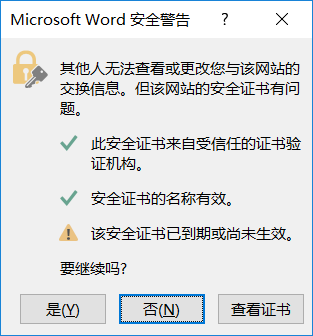 Microsoft Word 安全警告 ?
其他人无法查看或更改您与该网站的
交换信息。但该网站的安全证书有问
题。
此安全证书来自受信任的证书验
证机构。
安全证书的名称有效。
该安全证书已到期或尚未生效。
要继续吗?
是(Y) 否(N) 查看证书